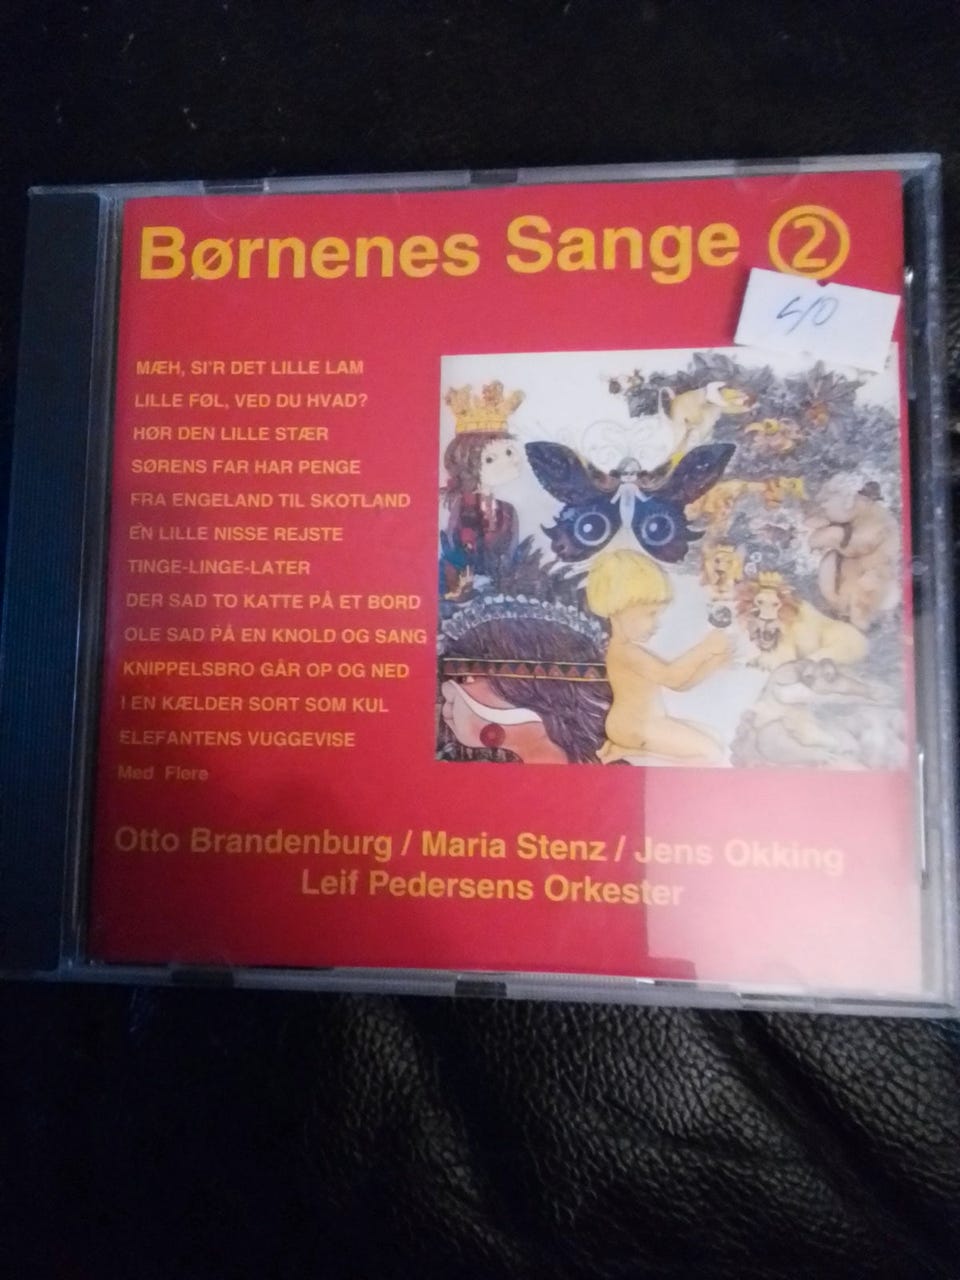 Børnenes Sange 2
MÆH, SI'R DET LILLE LAM
LILLE FØL, VED DU HVAD?
HØR DEN LILLE STÆR
SØRENS FAR HAR PENGE
FRA ENGELAND TIL SKOTLAND
EN LILLE NISSE REJSTE
TINGE-LINGE-LATER
DER SAD TO KATTE PÅ ET BORD
OLE SAD PÅ EN KNOLD OG SANG
KNIPPELSBRO GÅR OP OG NED
I EN KÆLDER SORT SOM KUL
ELEFANTENS VUGGEVISE
Med Flere
Otto Brandenburg / Maria Stenz / Jens Okking
Leif Pedersens Orkester